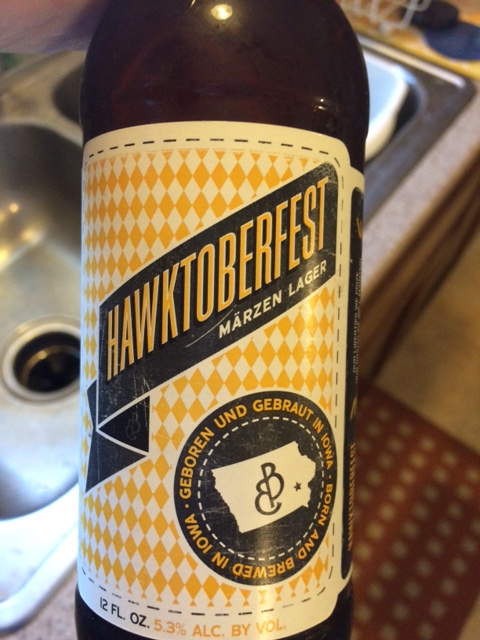 HAWKTOBERFEST
MÄRZEN LAGER
GEBOREN UND GEBRAUT IN IOWA · BORN AND BREWED IN IOWA ·
12 FL. OZ. 5.3% ALC. BY VOL.